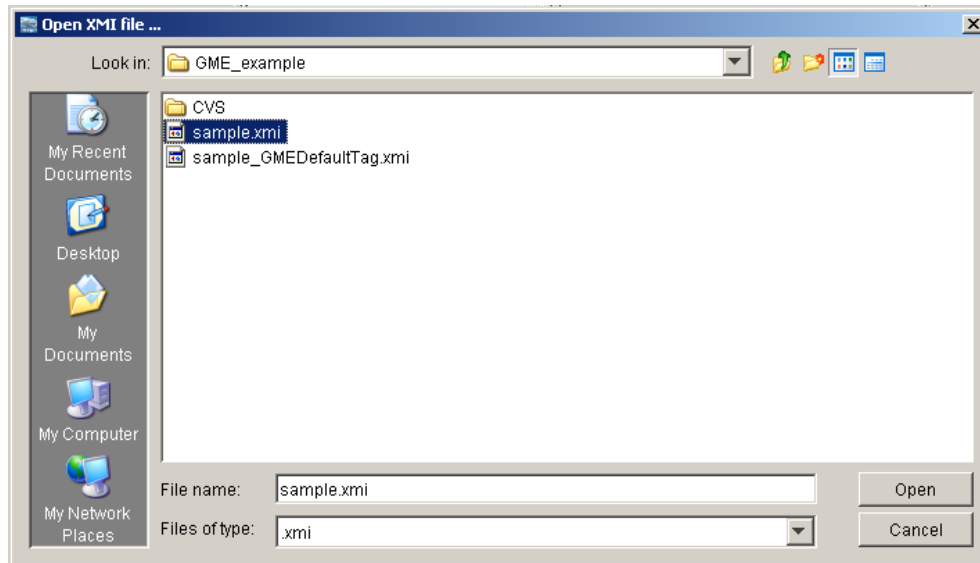 Open XMI file ...
Look in:
GME_example
My Recent
Documents
Desktop
My
Documents
My Computer
My Network
Places
CVS
sample.xmi
sample_GMEDefaultTag.xmi
File name:
sample.xmi
Open
Files of type:
.xmi
Cancel